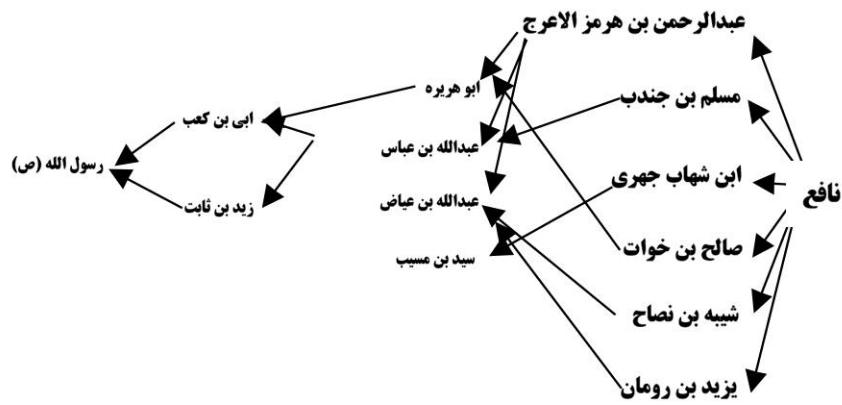 نافع
عبدالرحمن بن هرمز الاعرج
مسلم بن جندب
ابن شهاب جهری
صالح بن خوات
شیبه بن نصاح
یزید بن رومان
ابو هریره
عبدالله بن عباس
عبدالله بن عیاض
سید بن مسیب
ابی بن کعب
زید بن ثابت
رسول الله (ص)